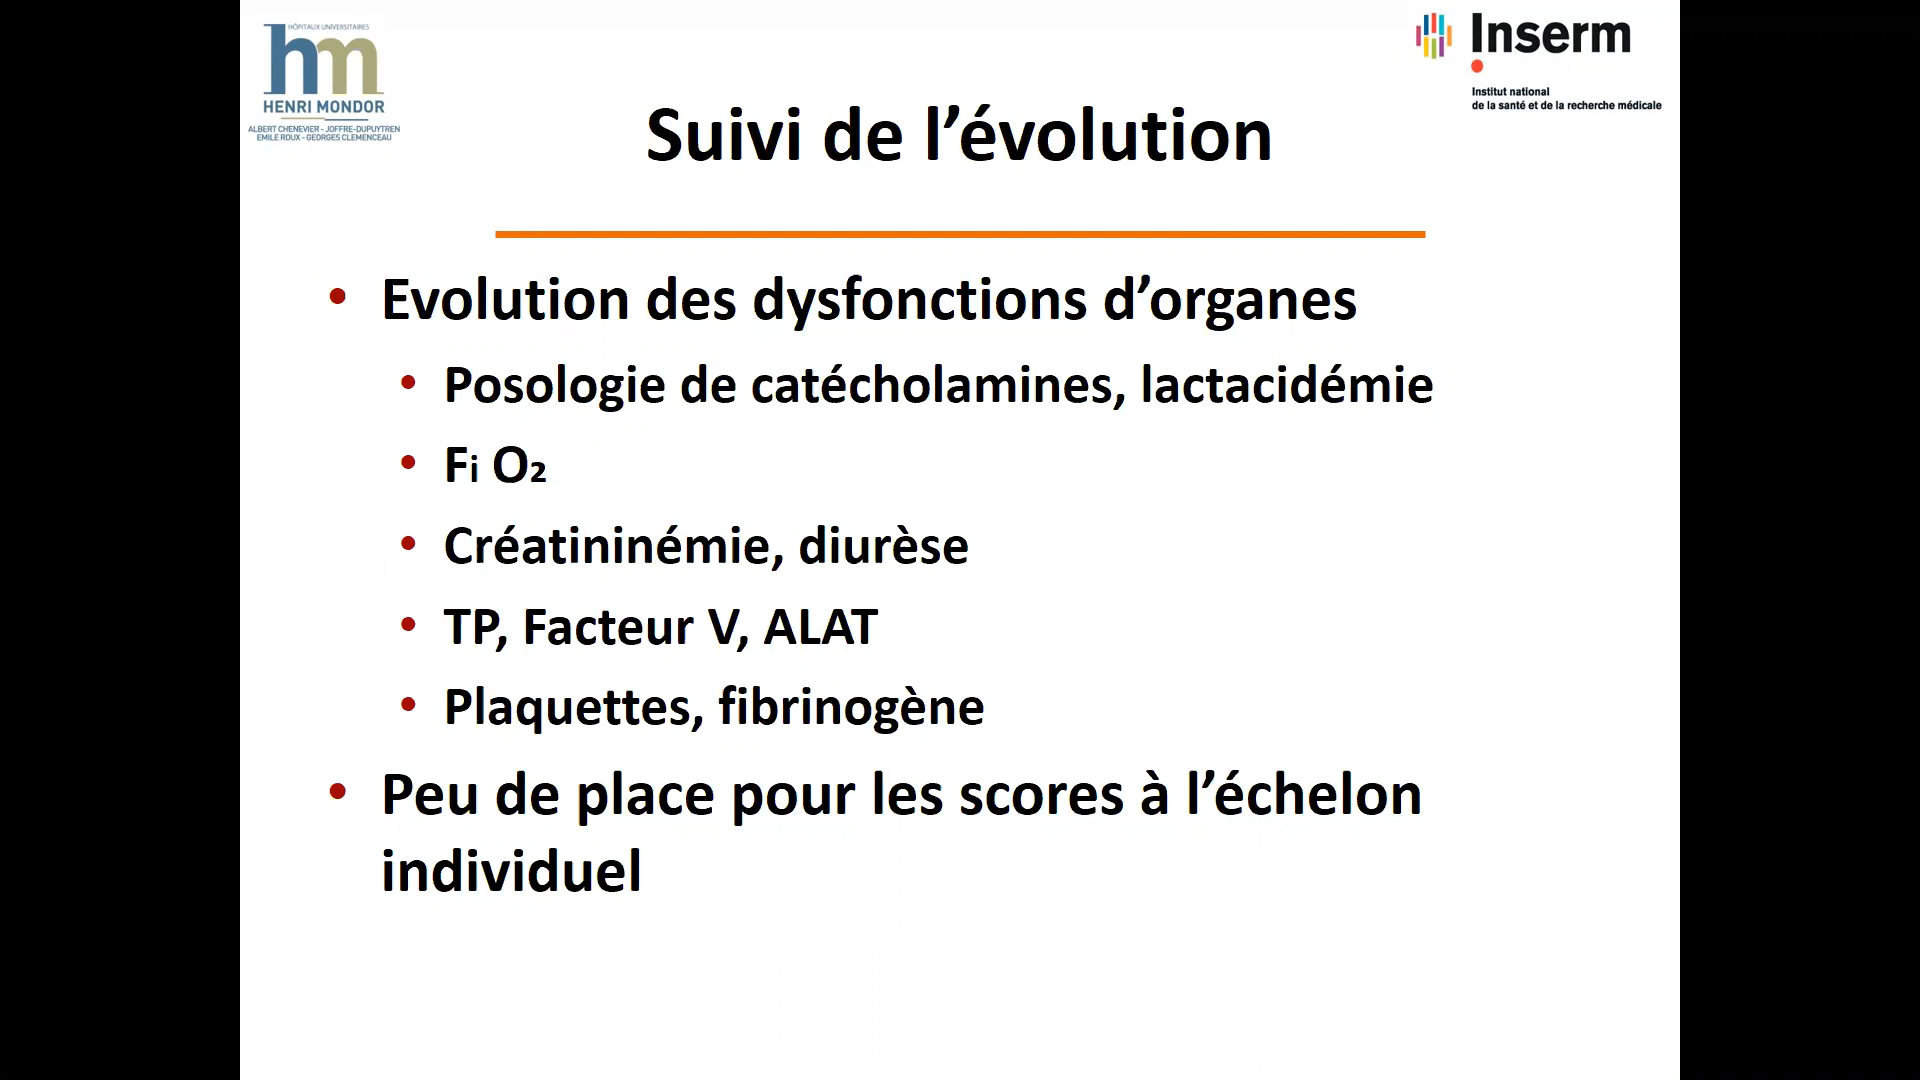 HÔPITAUX UNIVERSITAIRES
hm
HENRI MONDOR
ALBERT CHENEVIER - JOFFRE-DUPUYTREN
EMILE ROUX - GEORGES CLEMENCEAU
Inserm
Institut national
de la santé et de la recherche médicale
Suivi de l’évolution
• Evolution des dysfonctions d’organes
• Posologie de catécholamines, lactacidémie
• Fi O₂
• Créatininémie, diurèse
• TP, Facteur V, ALAT
• Plaquettes, fibrinogène
• Peu de place pour les scores à l’échelon
individuel